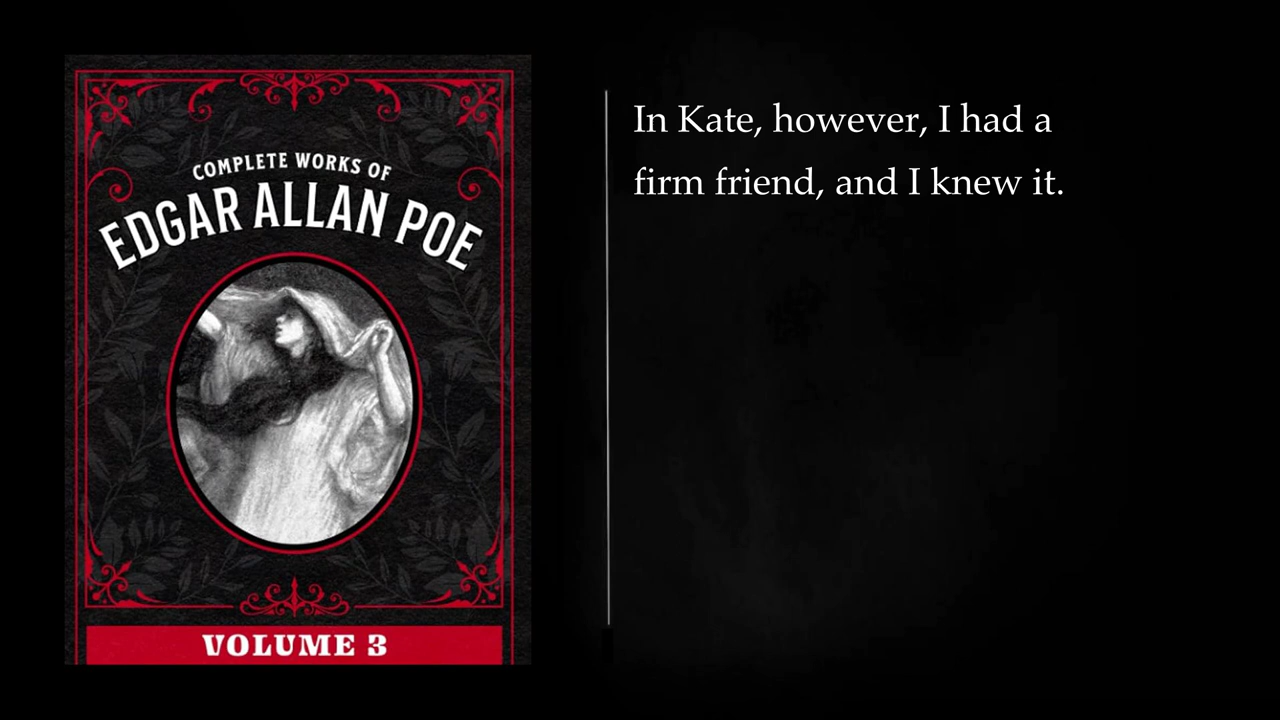 COMPLETE WORKS OF
EDGAR ALLAN POE
VOLUME 3
In Kate, however, I had a
firm friend, and I knew it.